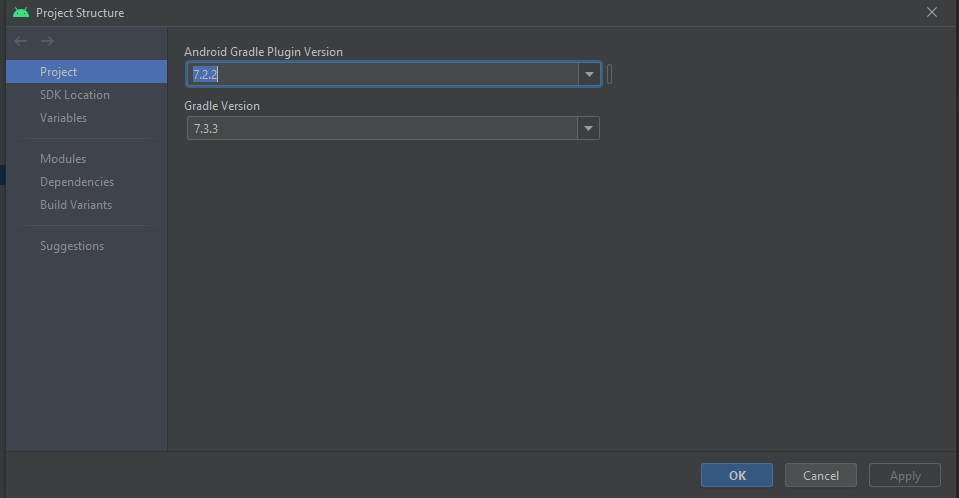 Project Structure
Project
SDK Location
Variables
Modules
Dependencies
Build Variants
Suggestions
Android Gradle Plugin Version
7.2.2
Gradle Version
7.3.3
OK
Cancel
Apply